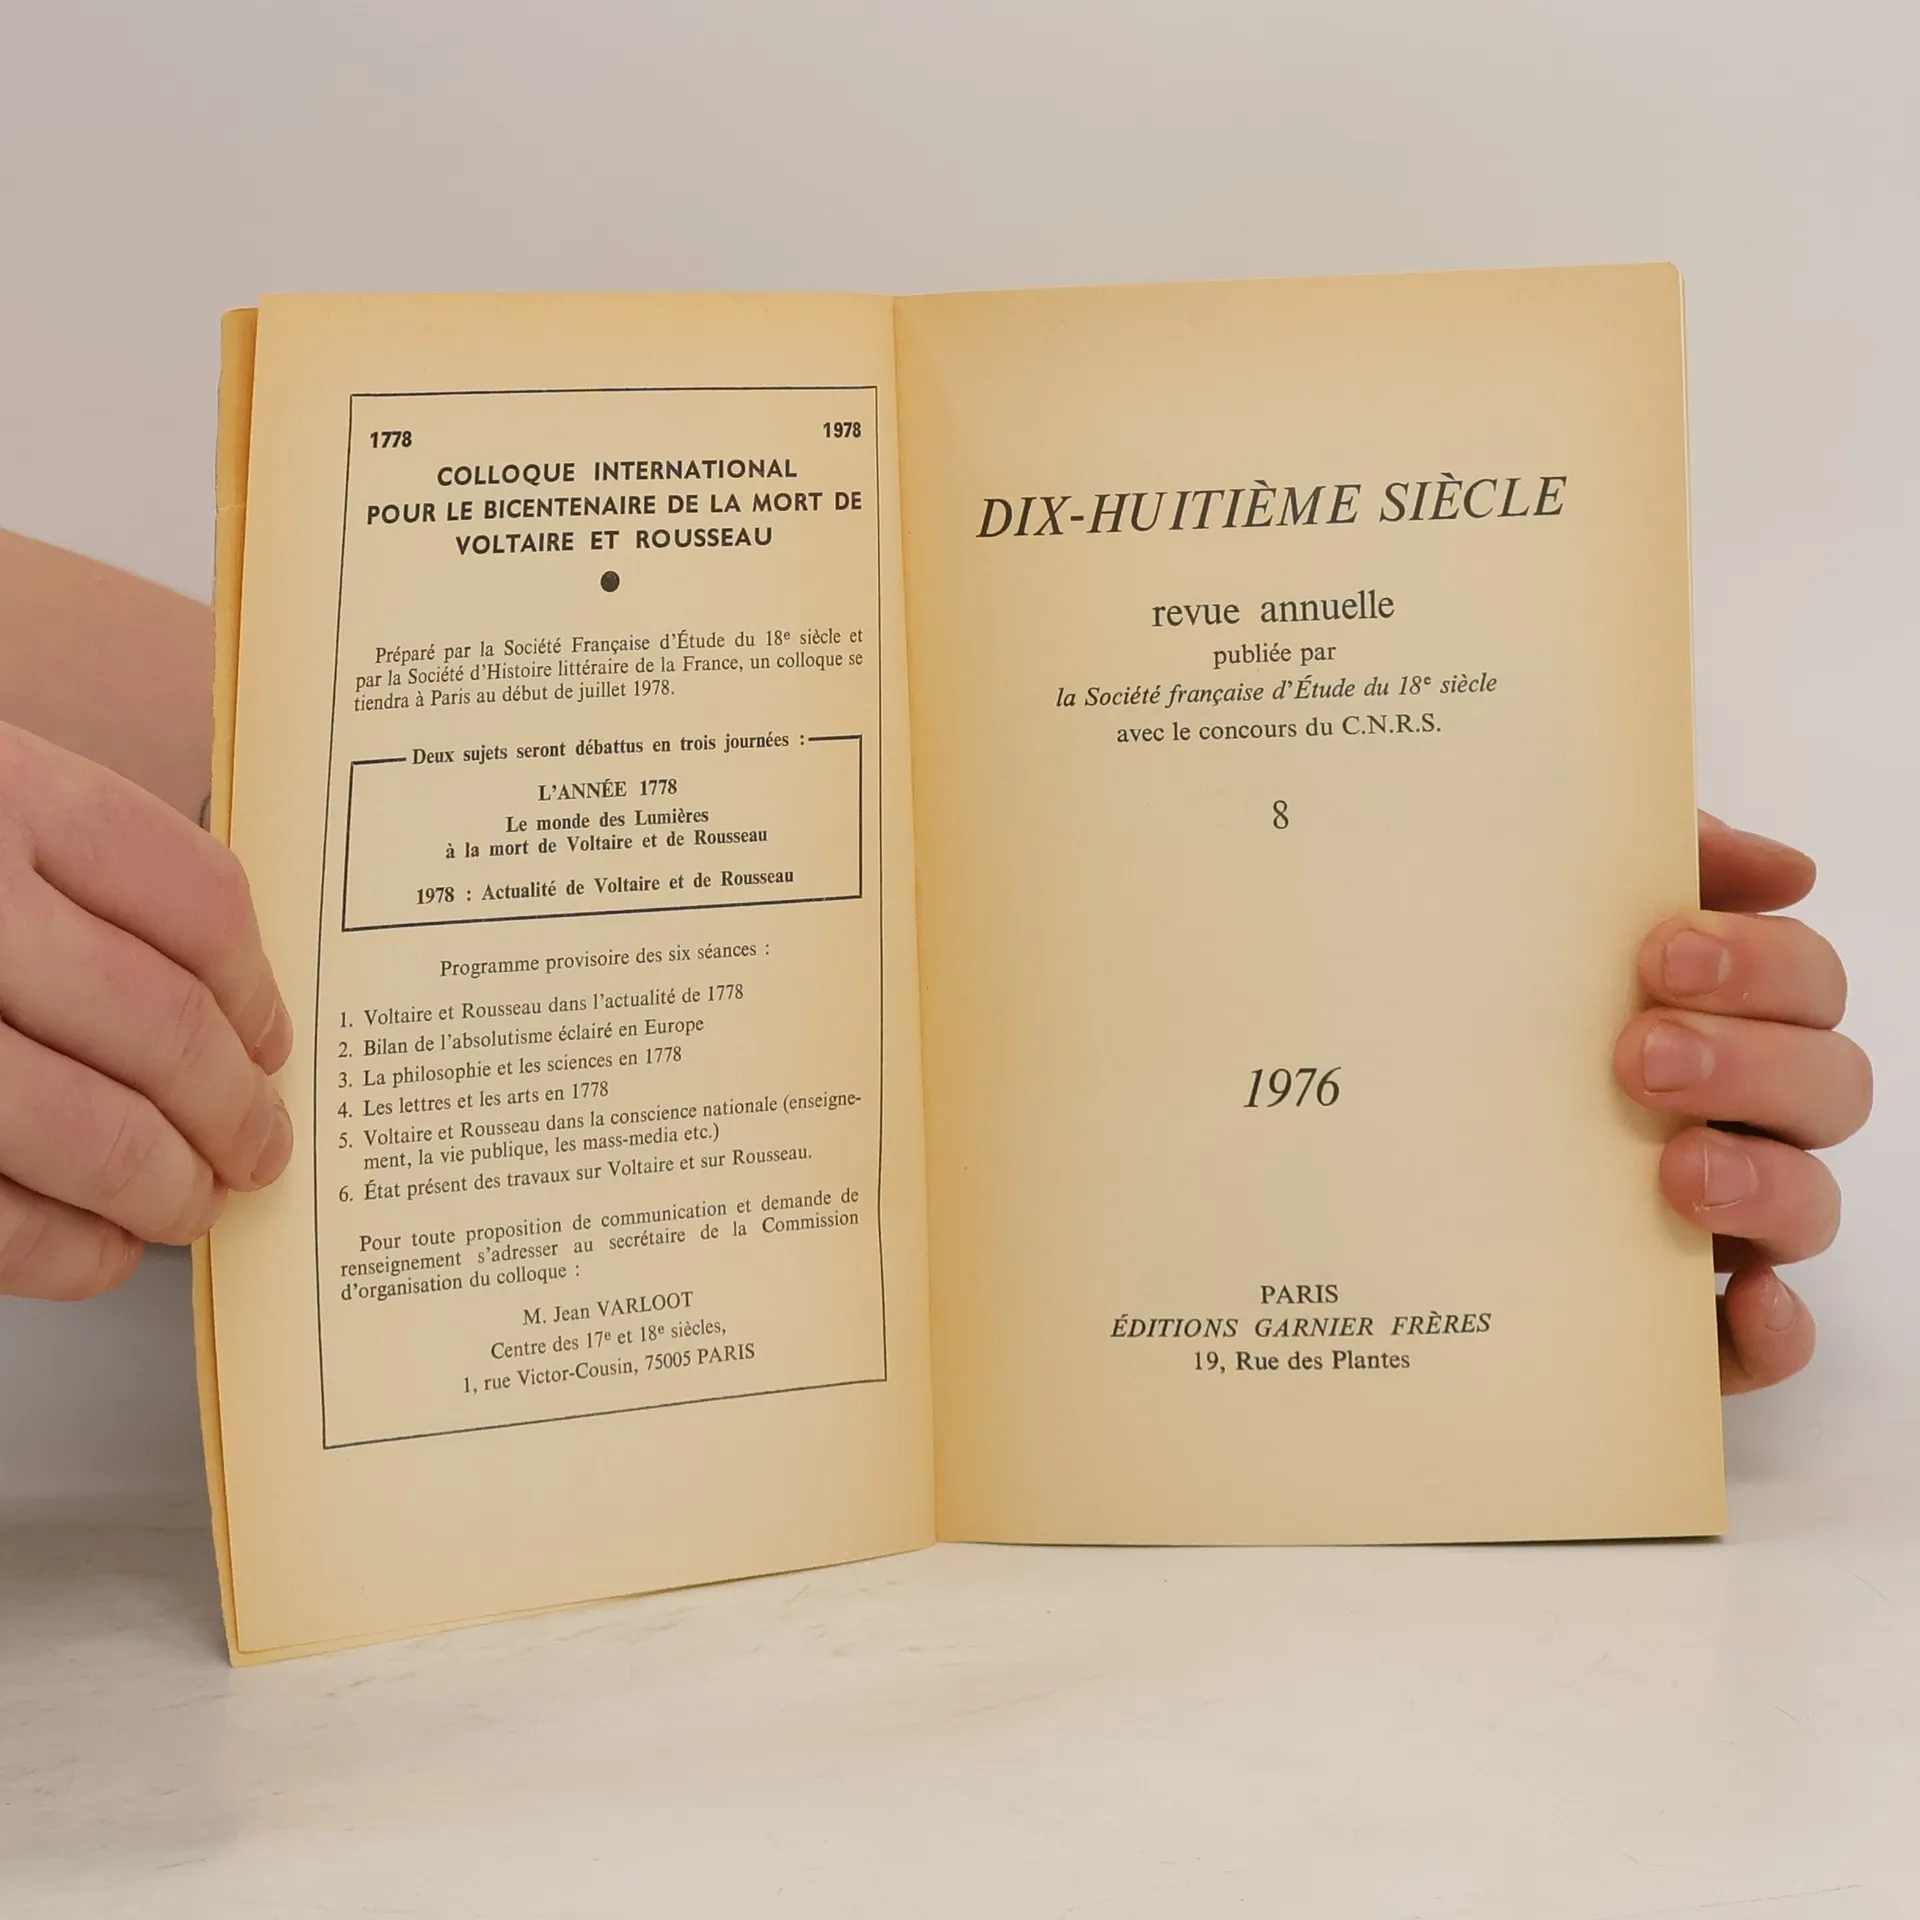 1778 1978
COLLOQUE INTERNATIONAL
POUR LE BICENTENAIRE DE LA MORT DE
VOLTAIRE ET ROUSSEAU
Préparé par la Société Française d'Étude du 18e siècle et
par la Société d'Histoire littéraire de la France, un colloque se
tiendra à Paris au début de juillet 1978.
Deux sujets seront débattus en trois journées :
L'ANNÉE 1778
Le monde des Lumières
à la mort de Voltaire et de Rousseau
1978 : Actualité de Voltaire et de Rousseau
Programme provisoire des six séances :
1. Voltaire et Rousseau dans l'actualité de 1778
2. Bilan de l'absolutisme éclairé en Europe
3. La philosophie et les sciences en 1778
4. Les lettres et les arts en 1778
5. Voltaire et Rousseau dans la conscience nationale (enseigne-
ment, la vie publique, les mass-media etc.)
6. État présent des travaux sur Voltaire et sur Rousseau.
Pour toute proposition de communication et demande de
renseignement s'adresser au secrétaire de la Commission
d'organisation du colloque :
M. Jean VARLOOT
Centre des 17e et 18e siècles,
1, rue Victor-Cousin, 75005 PARIS
DIX-HUITIÈME SIÈCLE
revue annuelle
publiée par
la Société française d'Étude du 18e siècle
avec le concours du C.N.R.S.
8
1976
PARIS
ÉDITIONS GARNIER FRÈRES
19, Rue des Plantes